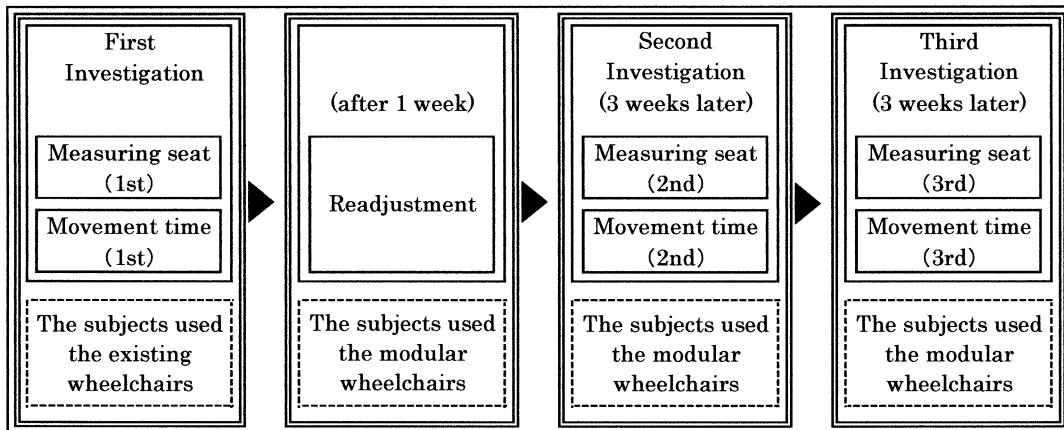 First
Investigation
Measuring seat
(1st)
Movement time
(1st)
The subjects used
the existing
wheelchairs
(after 1 week)
Readjustment
The subjects used
the modular
wheelchairs
Second
Investigation
(3 weeks later)
Measuring seat
(2nd)
Movement time
(2nd)
The subjects used
the modular
wheelchairs
Third
Investigation
(3 weeks later)
Measuring seat
(3rd)
Movement time
(3rd)
The subjects used
the modular
wheelchairs